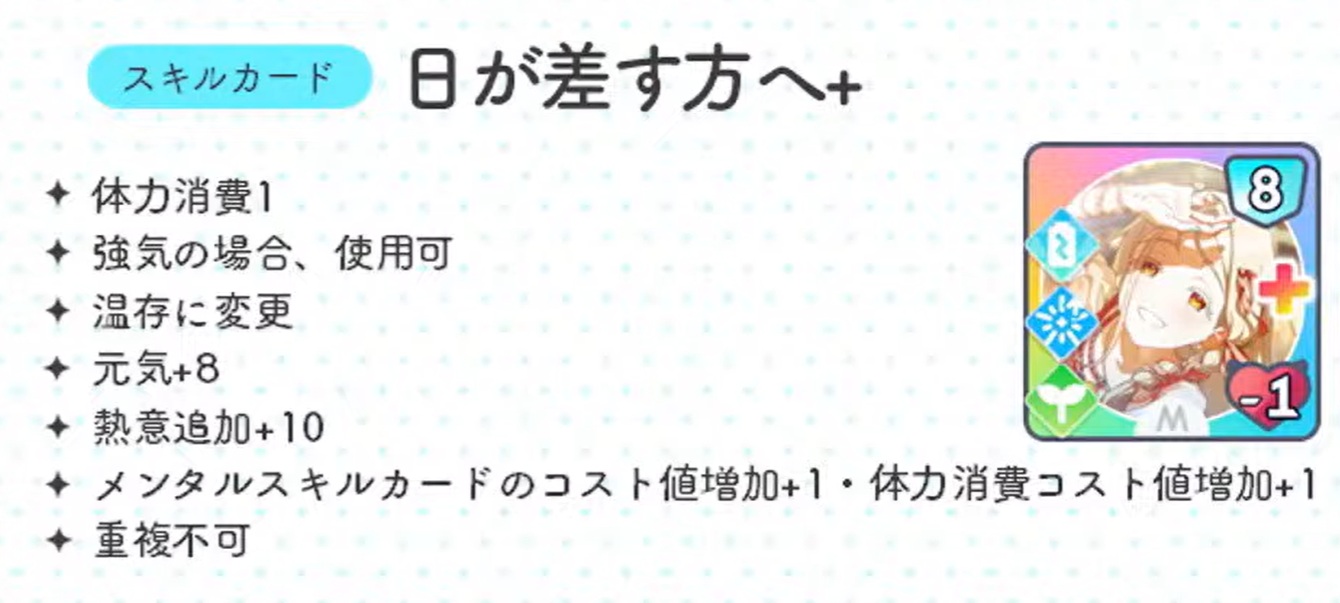 スキルカード 日が差す方へ+
✦ 体力消費1
✦ 強気の場合、使用可
✦ 温存に変更
✦ 元気+8
✦ 熱意追加+10
✦ メンタルスキルカードのコスト値増加+1・体力消費コスト値増加+1
✦ 重複不可
8
+
-1
M